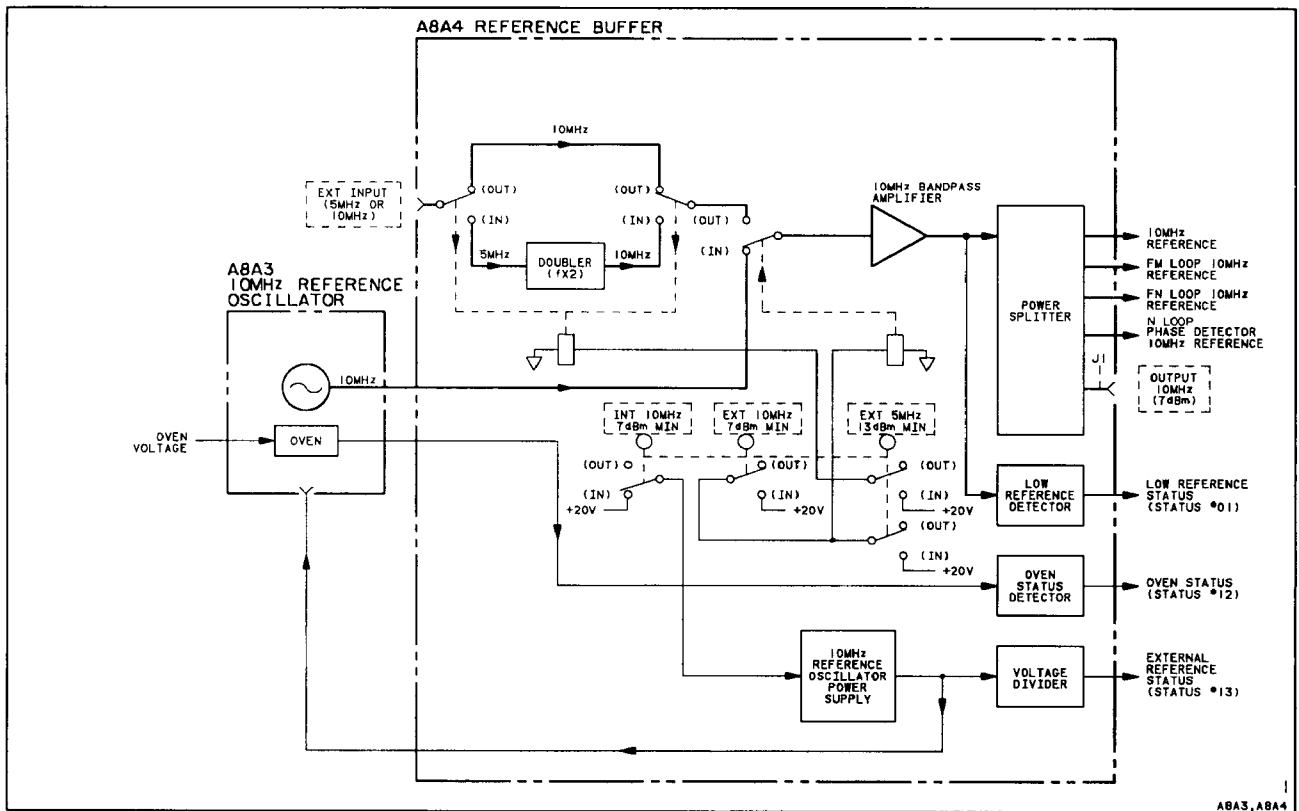 A8A4 REFERENCE BUFFER
10MHz
EXT INPUT
(5MHz OR
10MHz)
(OUT)
(IN)
5MHz
DOUBLER
(fX2)
10MHz
(OUT)
(IN)
(OUT)
(IN)
10MHz BANDPASS
AMPLIFIER
POWER
SPLITTER
10MHz
REFERENCE
FM LOOP 10MHz
REFERENCE
FN LOOP 10MHz
REFERENCE
N LOOP
PHASE DETECTOR
10MHz REFERENCE
J1
OUTPUT
10MHz
(7dBm)
A8A3
10MHz REFERENCE
OSCILLATOR
10MHz
OVEN
VOLTAGE
OVEN
INT 10MHz
7dBm MIN
EXT 10MHz
7dBm MIN
EXT 5MHz
13dBm MIN
(OUT)
(IN)
+20V
(OUT)
(IN)
+20V
(OUT)
(IN)
+20V
(OUT)
(IN)
+20V
LOW
REFERENCE
DETECTOR
LOW REFERENCE
STATUS
(STATUS #01)
OVEN
STATUS
DETECTOR
OVEN STATUS
(STATUS #12)
10MHz
REFERENCE
OSCILLATOR
POWER
SUPPLY
VOLTAGE
DIVIDER
EXTERNAL
REFERENCE
STATUS
(STATUS #13)
A8A3,A8A4